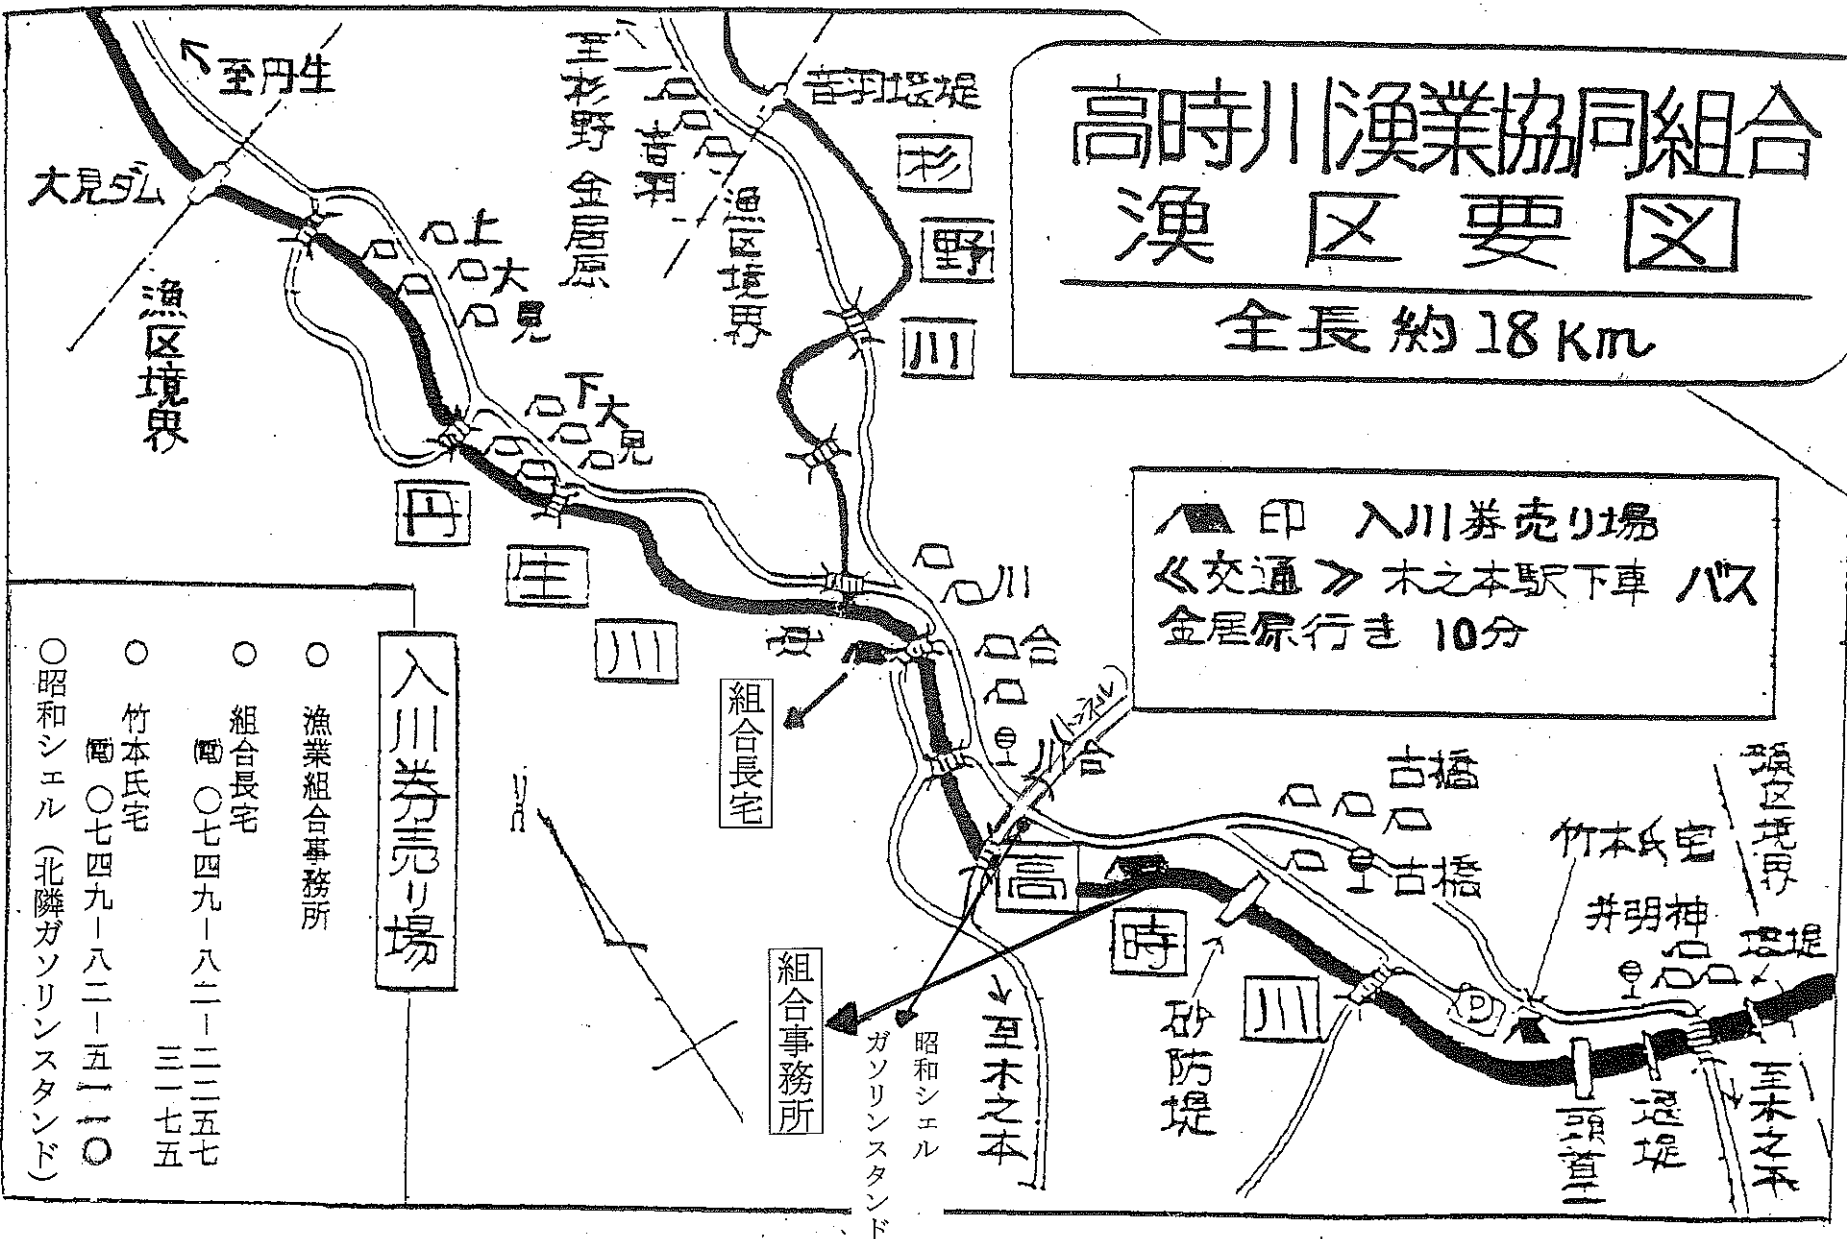 高時川漁業協同組合
漁区要図
全長約18Km
印 入川券売り場
≪交通≫ 木之本駅下車 バス
金居原行き 10分
至丹生
大見ダム
漁区境界
上大見
下大見
至杉野 金居原
音羽
音羽堰堤
漁区境界
杉野川
丹生川
川合
組合長宅
(トンネル)
川合
古橋
古橋
竹本氏宅
漁区境界
井明神
堰堤
高時川
砂防堤
頭首工
堰堤
至木之本
至木之本
組合事務所
昭和シェル
ガソリンスタンド
入川券売り場
○ 漁業組合事務所
○ 組合長宅
㊩ ○七四九ー八二ー二二五七
三一七五
○ 竹本氏宅
○七四九ー八二ー五一一〇
○昭和シェル(北隣ガソリンスタンド)
N
P